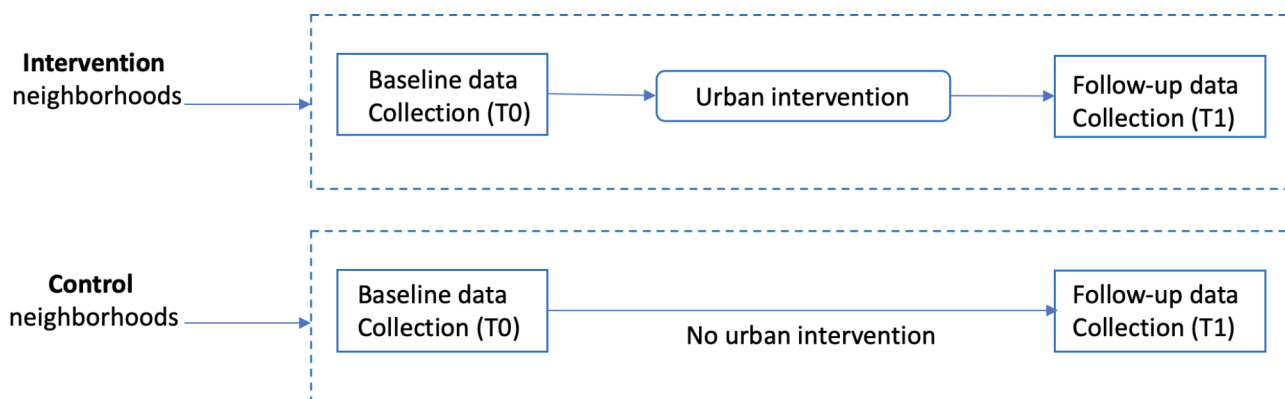 Intervention
neighborhoods
Baseline data
Collection (T0)
Urban intervention
Follow-up data
Collection (T1)
Control
neighborhoods
Baseline data
Collection (T0)
No urban intervention
Follow-up data
Collection (T1)